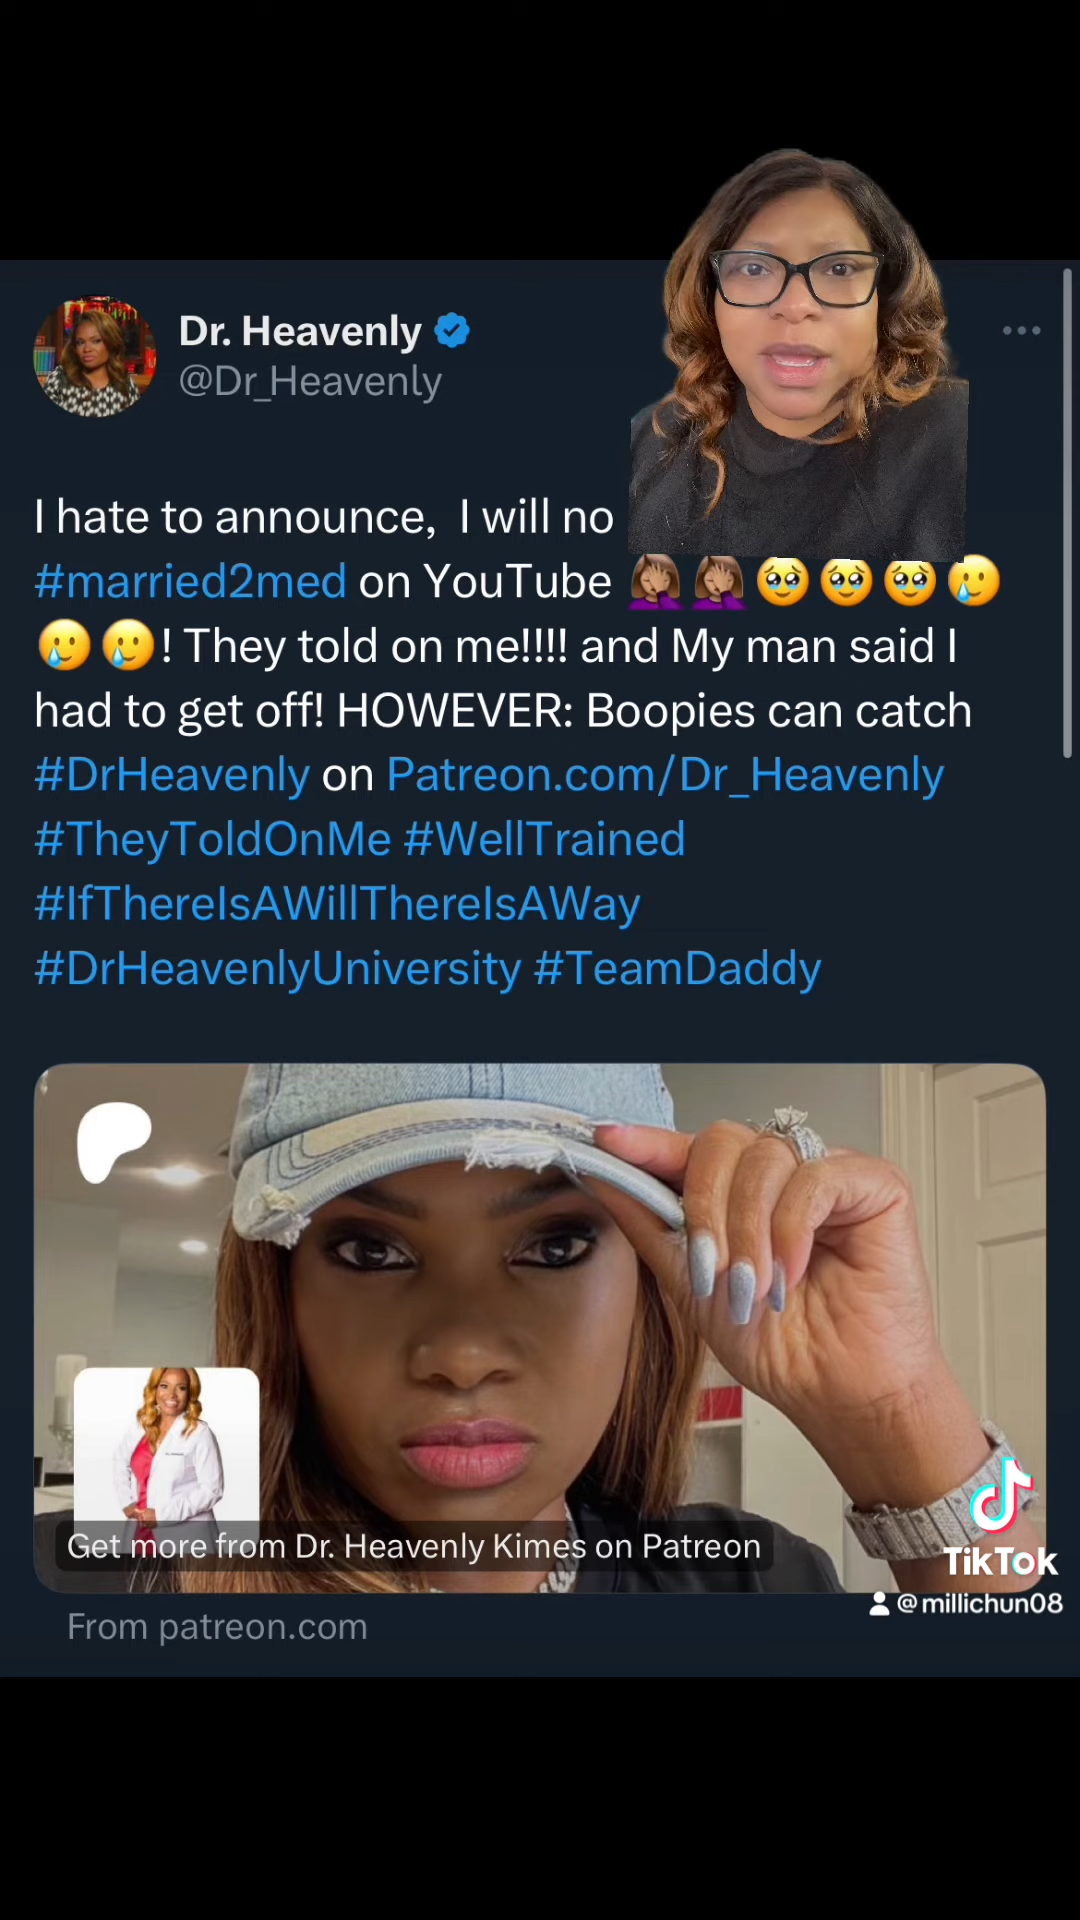 Dr. Heavenly
@Dr_Heavenly
I hate to announce, I will no
#married2med on YouTube 🤦🏽‍♀️🤦🏽‍♀️🥹🥹🥹🥲
🥲🥲! They told on me!!!! and My man said I
had to get off! HOWEVER: Boopies can catch
#DrHeavenly on Patreon.com/Dr_Heavenly
#TheyToldOnMe #WellTrained
#IfThereIsAWillThereIsAWay
#DrHeavenlyUniversity #TeamDaddy
Get more from Dr. Heavenly Kimes on Patreon
From patreon.com
TikTok
@millichun08